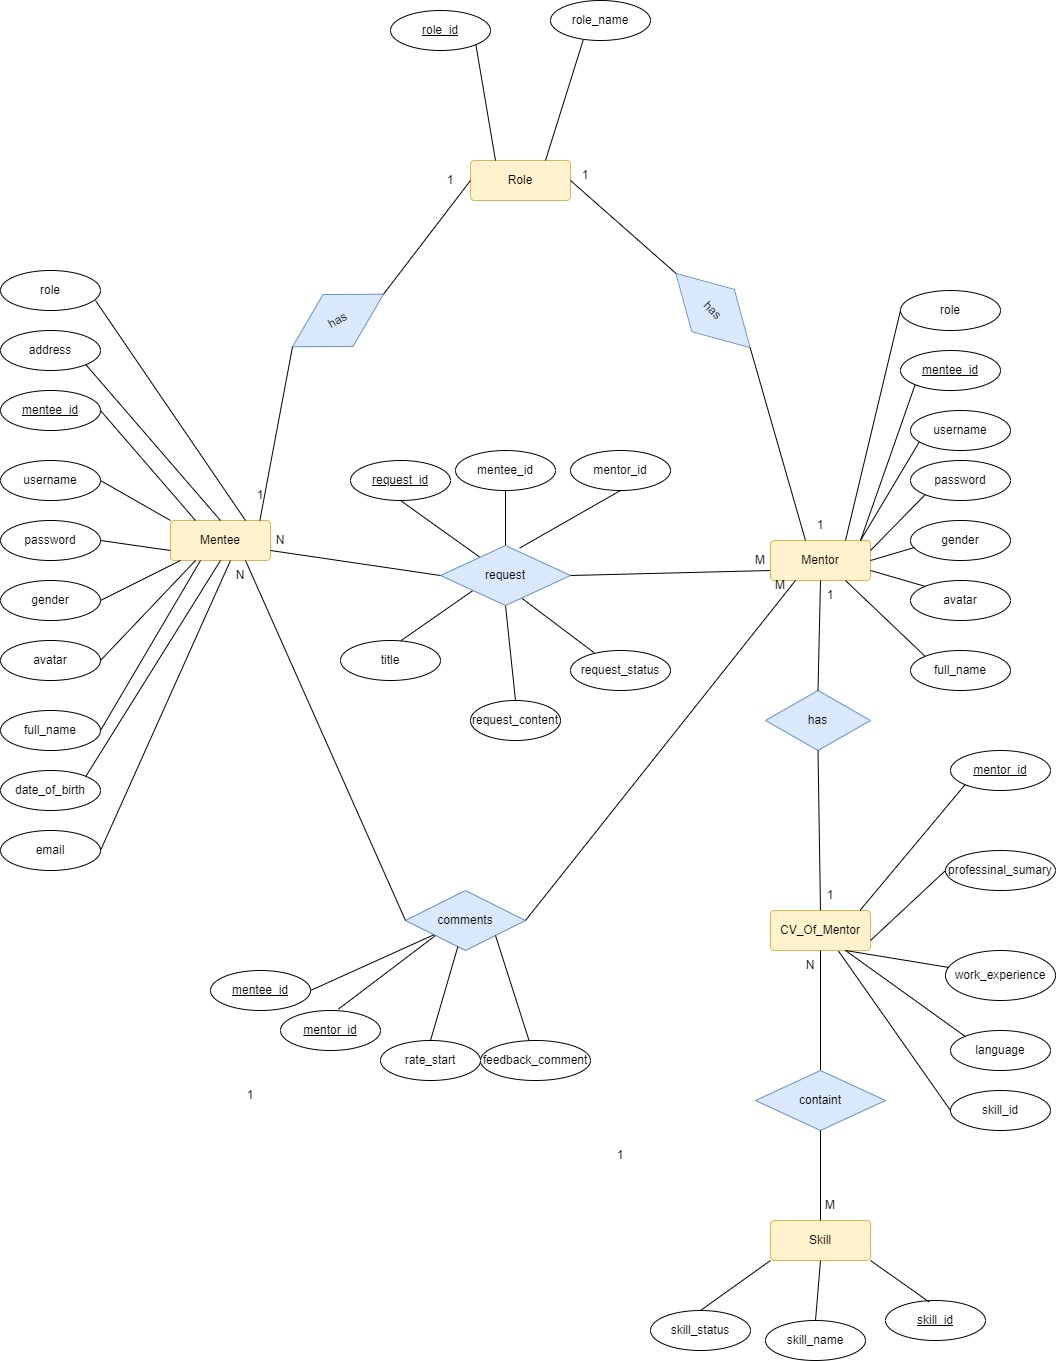 role_name
role_id
1
1
Role
role
has
has
role
address
mentee_id
mentee_id
username
username
request_id
mentee_id
mentor_id
password
1
1
password
Mentee
N
gender
M
Mentor
request
N
M
1
gender
avatar
avatar
title
request_status
full_name
full_name
request_content
has
date_of_birth
mentor_id
email
professinal_sumary
1
comments
CV_Of_Mentor
N
work_experience
mentee_id
mentor_id
language
rate_start
feedback_comment
1
containt
skill_id
1
M
Skill
skill_status
skill_name
skill_id